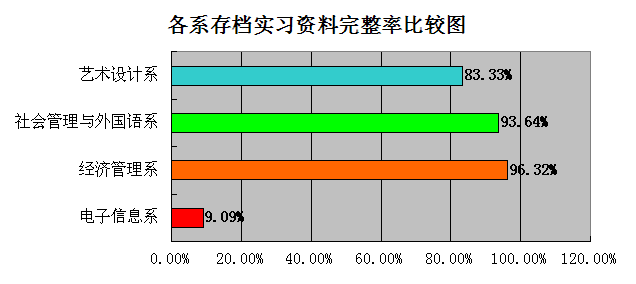 各系存档实习资料完整率比较图
艺术设计系
83.33%
社会管理与外国语系
93.64%
经济管理系
96.32%
电子信息系
9.09%
0.00% 20.00% 40.00% 60.00% 80.00% 100.00% 120.00%